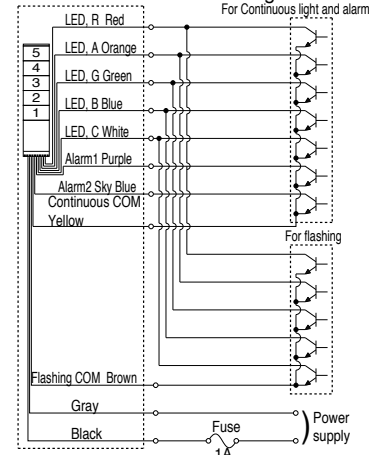 For Continuous light and alarm
LED, R Red
LED, A Orange
LED, G Green
LED, B Blue
LED, C White
Alarm1 Purple
Alarm2 Sky Blue
Continuous COM
Yellow
5
4
3
2
1
For flashing
Flashing COM Brown
Gray
Black
Fuse
1A
Power
supply